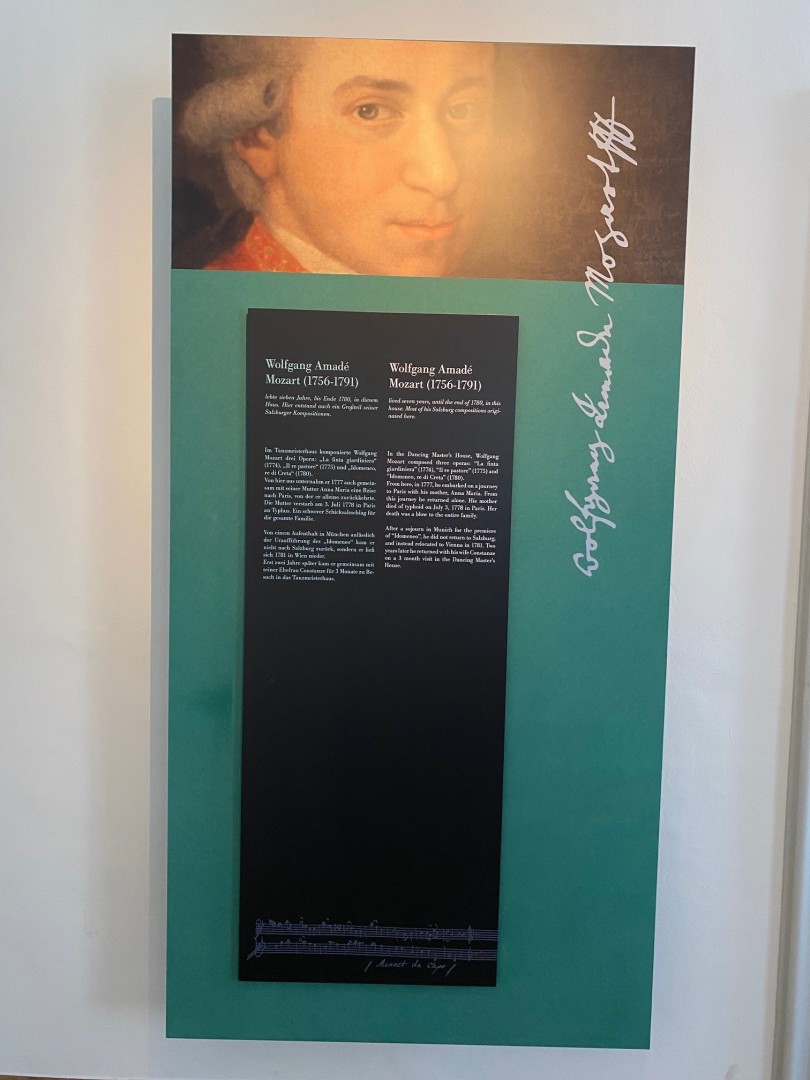 Wolfgang Amadé Mozart
Wolfgang Amadé
Mozart (1756-1791)
lebte sieben Jahre, bis Ende 1780, in diesem
Haus. Hier entstand auch ein Großteil seiner
Salzburger Kompositionen.
Im Tanzmeisterhaus komponierte Wolfgang
Mozart drei Opern: „La finta giardiniera“
(1774), „Il re pastore“ (1775) und „Idomeneo,
re di Creta“ (1780).
Von hier aus unternahm er 1777 auch gemein-
sam mit seiner Mutter Anna Maria eine Reise
nach Paris, von der er alleine zurückkehrte.
Die Mutter verstarb am 3. Juli 1778 in Paris
an Typhus. Ein schwerer Schicksalsschlag für
die gesamte Familie.
Von einem Aufenthalt in München anlässlich
der Uraufführung des „Idomeneo“ kam er
nicht nach Salzburg zurück, sondern er ließ
sich 1781 in Wien nieder.
Erst zwei Jahre später kam er gemeinsam mit
seiner Ehefrau Constanze für 3 Monate zu Be-
such in das Tanzmeisterhaus.
Wolfgang Amadé
Mozart (1756-1791)
lived seven years, until the end of 1780, in this
house. Most of his Salzburg compositions origi-
nated here.
In the Dancing Master's House, Wolfgang
Mozart composed three operas: "La finta
giardiniera" (1774), "Il re pastore" (1775) and
"Idomeneo, re di Creta" (1780).
From here, in 1777, he embarked on a journey
to Paris with his mother, Anna Maria. From
this journey he returned alone. His mother
died of typhoid on July 3, 1778 in Paris. Her
death was a blow to the entire family.
After a sojourn in Munich for the premiere
of "Idomeneo", he did not return to Salzburg,
and instead relocated to Vienna in 1781. Two
years later he returned with his wife Constanze
on a 3 month visit in the Dancing Master's
House.
Menuet da capo